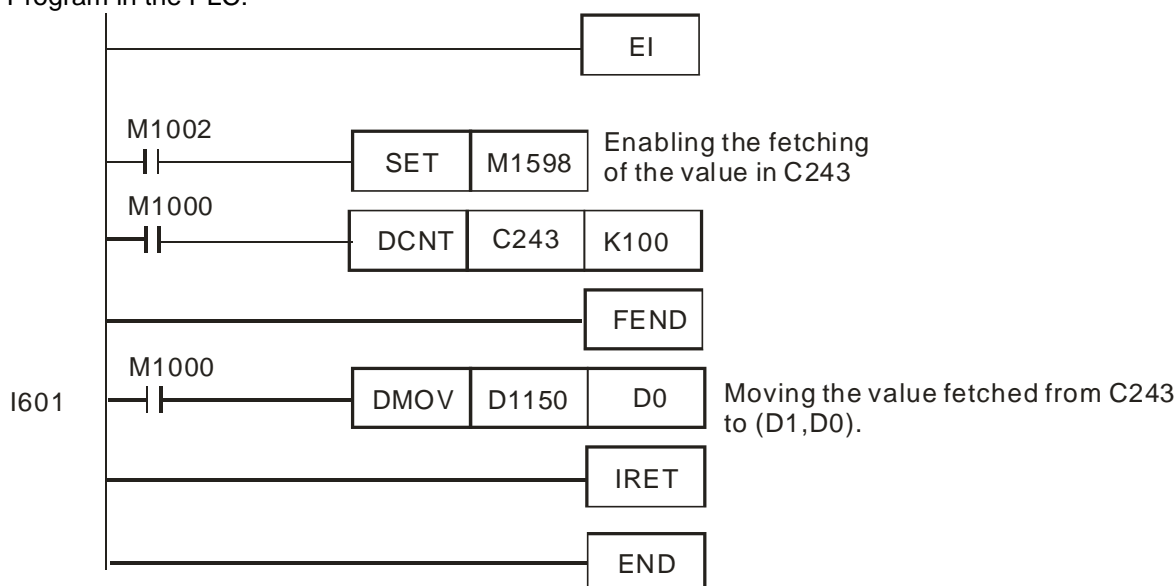 Program in the PLC:
EI
M1002
SET M1598 Enabling the fetching
of the value in C243
M1000
DCNT C243 K100
FEND
M1000
I601 DMOV D1150 D0 Moving the value fetched from C243
to (D1,D0).
IRET
END